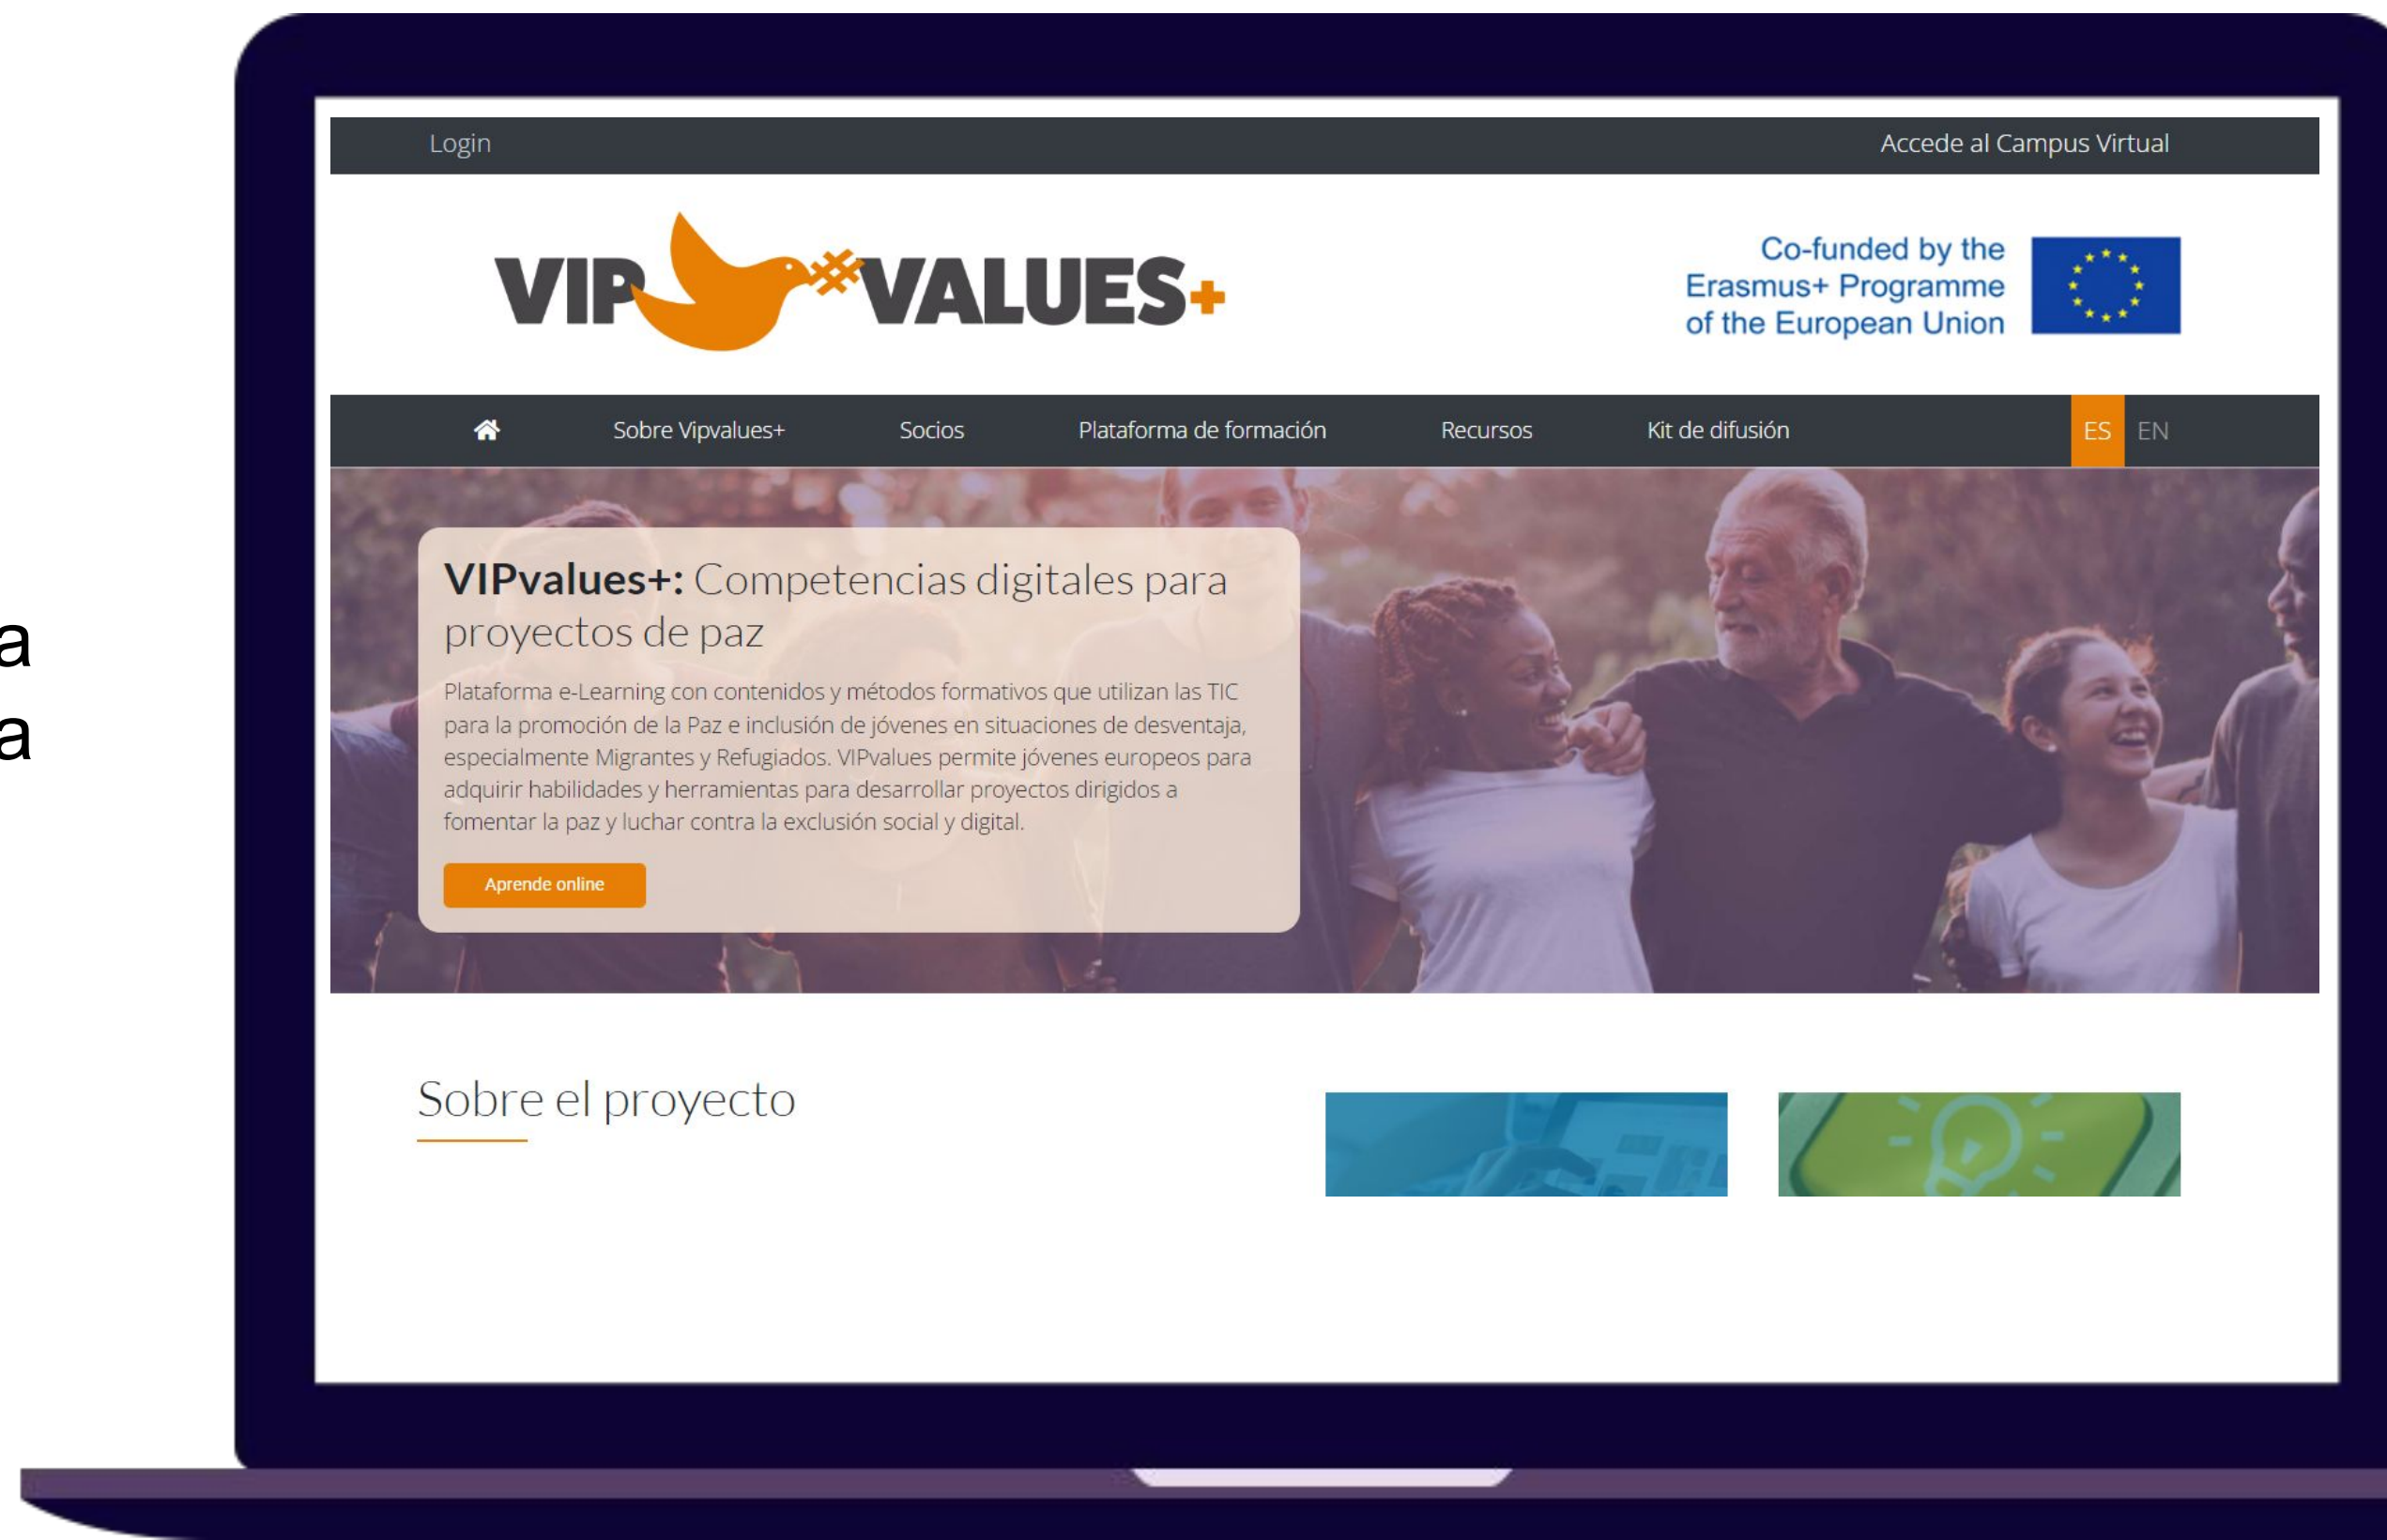 Login
Accede al Campus Virtual
VIP VALUES+
Co-funded by the
Erasmus+ Programme
of the European Union
Sobre Vipvalues+
Socios
Plataforma de formación
Recursos
Kit de difusión
ES
EN
VIPvalues+: Competencias digitales para
proyectos de paz
Plataforma e-Learning con contenidos y métodos formativos que utilizan las TIC
para la promoción de la Paz e inclusión de jóvenes en situaciones de desventaja,
especialmente Migrantes y Refugiados. VIPvalues permite jóvenes europeos para
adquirir habilidades y herramientas para desarrollar proyectos dirigidos a
fomentar la paz y luchar contra la exclusión social y digital.
Aprende online
Sobre el proyecto